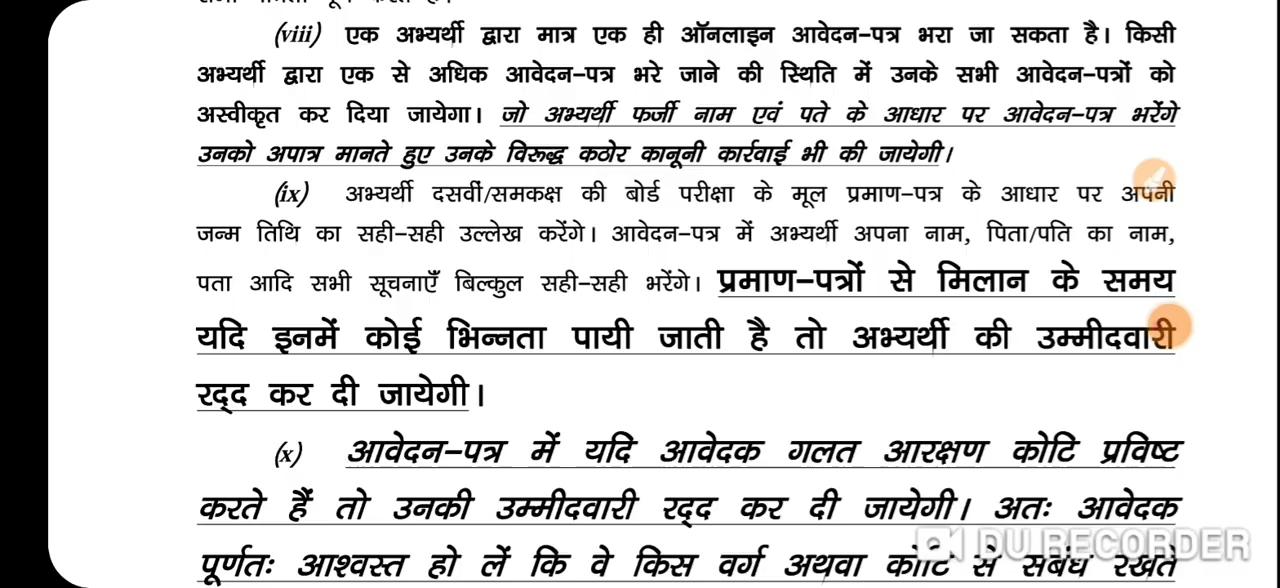 (viii) एक अभ्यर्थी द्वारा मात्र एक ही ऑनलाइन आवेदन-पत्र भरा जा सकता है। किसी
अभ्यर्थी द्वारा एक से अधिक आवेदन-पत्र भरे जाने की स्थिति में उनके सभी आवेदन-पत्रों को
अस्वीकृत कर दिया जायेगा। जो अभ्यर्थी फर्जी नाम एवं पते के आधार पर आवेदन-पत्र भरेंगे
उनको अपात्र मानते हुए उनके विरूद्ध कठोर कानूनी कार्रवाई भी की जायेगी।
(ix) अभ्यर्थी दसवीं/समकक्ष की बोर्ड परीक्षा के मूल प्रमाण-पत्र के आधार पर अपनी
जन्म तिथि का सही-सही उल्लेख करेंगे। आवेदन-पत्र में अभ्यर्थी अपना नाम, पिता/पति का नाम,
पता आदि सभी सूचनाएँ बिल्कुल सही-सही भरेंगे। प्रमाण-पत्रों से मिलान के समय
यदि इनमें कोई भिन्नता पायी जाती है तो अभ्यर्थी की उम्मीदवारी
रद्द कर दी जायेगी।
(x) आवेदन-पत्र में यदि आवेदक गलत आरक्षण कोटि प्रविष्ट
करते हैं तो उनकी उम्मीदवारी रद्द कर दी जायेगी। अतः आवेदक
पूर्णतः आश्वस्त हो लें कि वे किस वर्ग अथवा कोटि से संबंध रखते
DU RECORDER